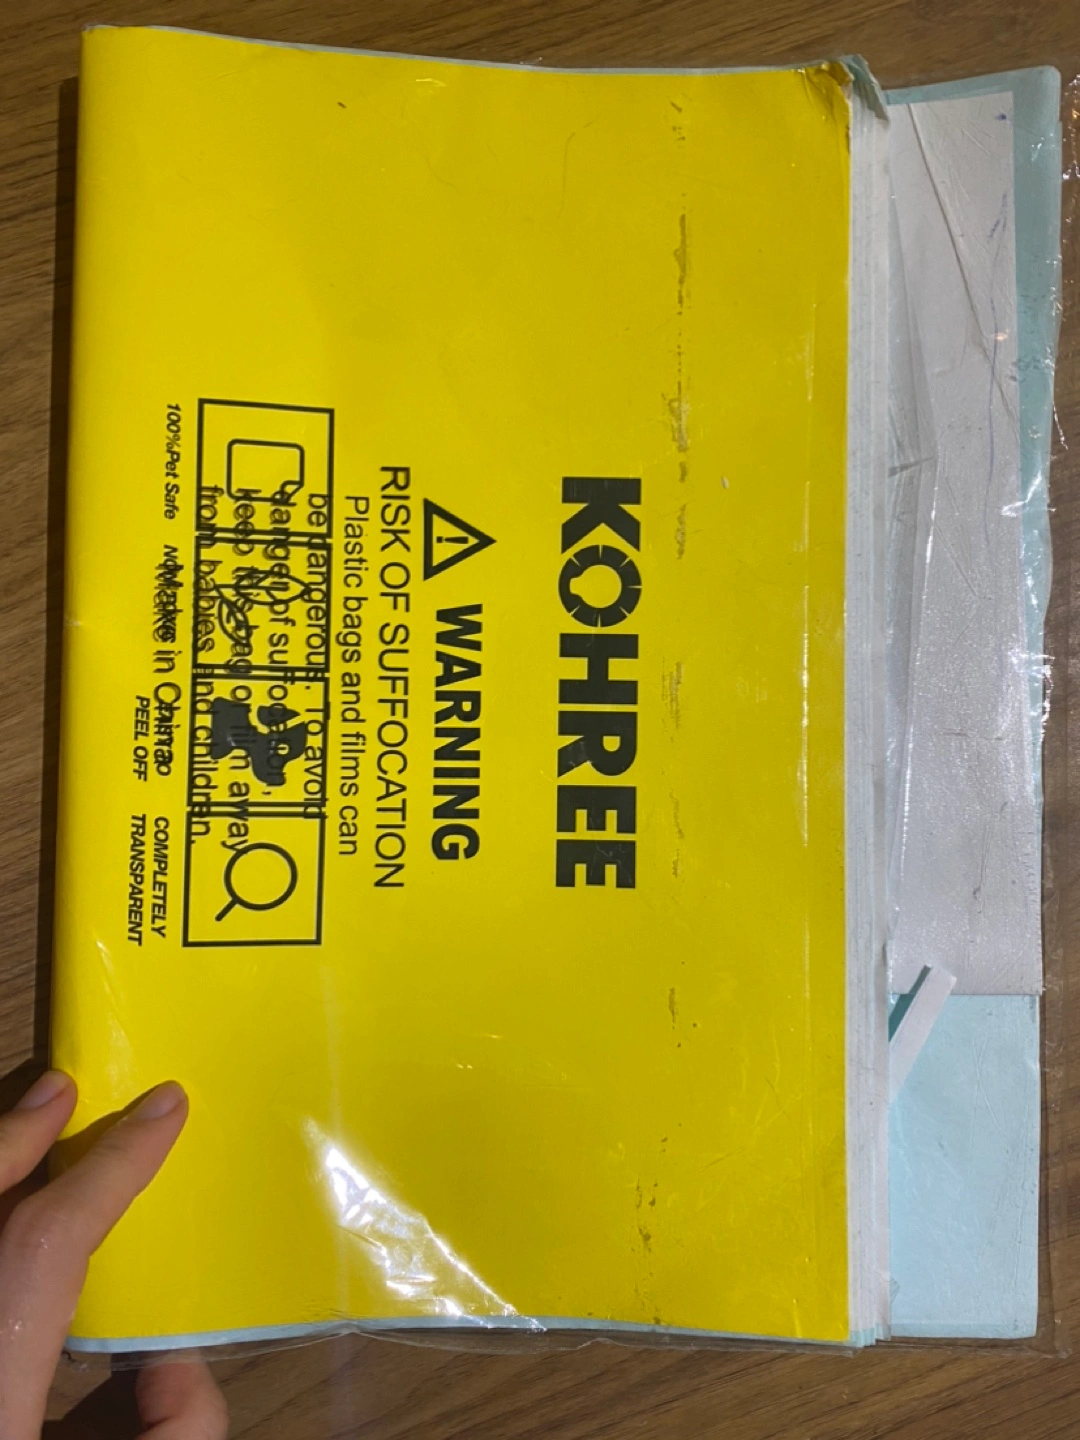 KOHREE
WARNING
RISK OF SUFFOCATION
Plastic bags and films can
be dangerous. To avoid
danger of suffocation,
keep this bag or film away
from babies and children.
Make in China
100%Pet Safe
PEEL OFF
COMPLETELY
TRANSPARENT